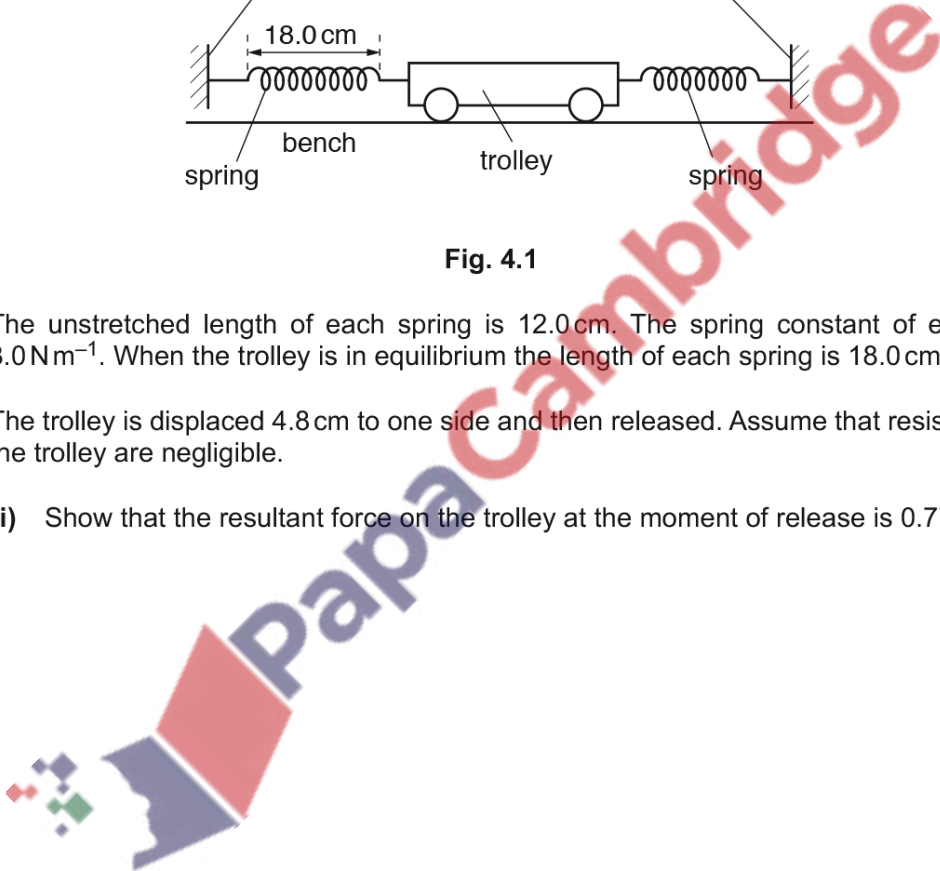 18.0 cm
bench
spring
trolley
spring
Fig. 4.1
The unstretched length of each spring is 12.0 cm. The spring constant of e
.0 N m⁻¹. When the trolley is in equilibrium the length of each spring is 18.0 cm
The trolley is displaced 4.8 cm to one side and then released. Assume that resis
he trolley are negligible.
i) Show that the resultant force on the trolley at the moment of release is 0.7
PapaCambridge